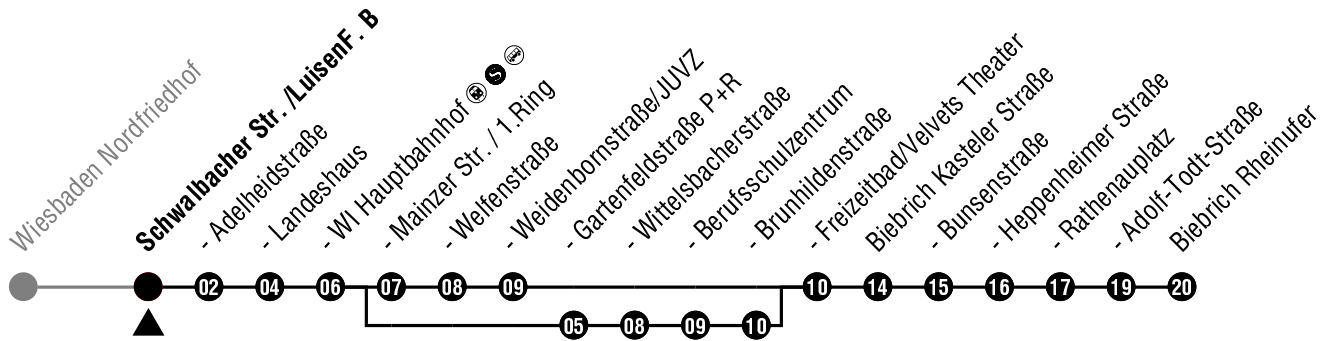 Wiesbaden Nordfriedhof
Schwalbacher Str. /LuisenF. B
- Adelheidstraße
- Landeshaus
- WI Hauptbahnhof S
- Mainzer Str. / 1.Ring
- Welfenstraße
- Weidenbornstraße/JUVZ
- Gartenfeldstraße P+R
- Wittelsbacherstraße
- Berufsschulzentrum
- Brunhildenstraße
- Freizeitbad/Velvets Theater
Biebrich Kasteler Straße
- Bunsenstraße
- Heppenheimer Straße
- Rathenauplatz
- Adolf-Todt-Straße
Biebrich Rheinufer
02 04 06 07 08 09 10 14 15 16 17 19 20
05 08 09 10